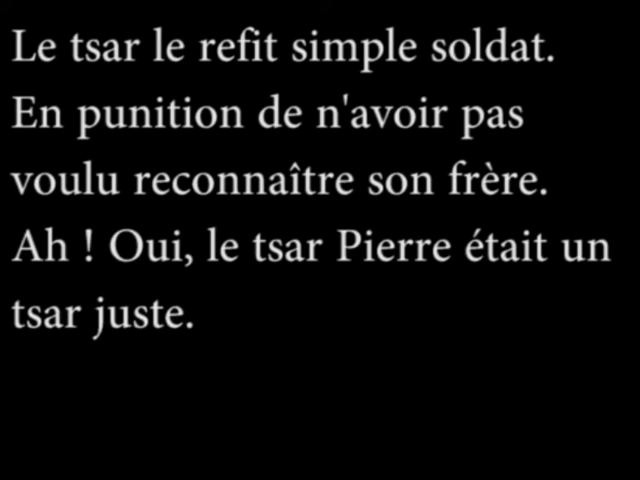 Le tsar le refit simple soldat.
En punition de n'avoir pas
voulu reconnaître son frère.
Ah ! Oui, le tsar Pierre était un
tsar juste.